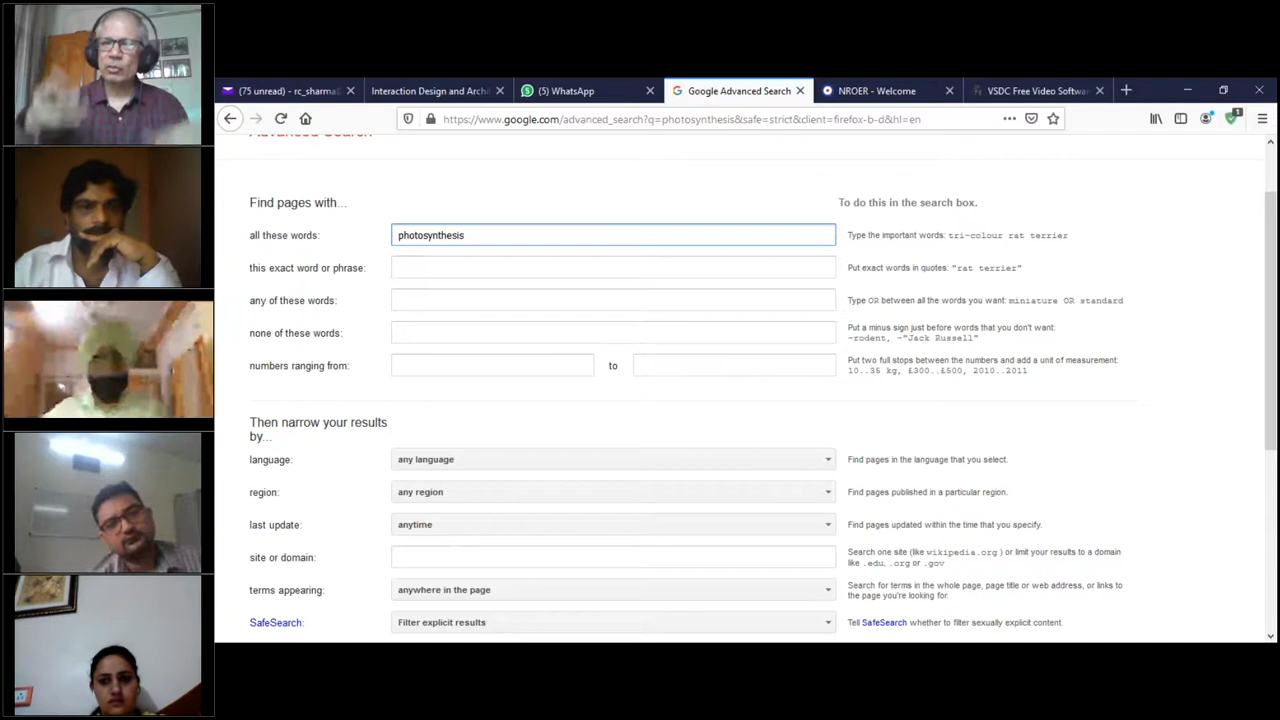 (75 unread) - rc_sharma
Interaction Design and Archi
(5) WhatsApp
Google Advanced Search
NROER - Welcome
VSDC Free Video Softwar
https://www.google.com/advanced_search?q=photosynthesis&safe=strict&client=firefox-b-d&hl=en
1
Advanced Search
Find pages with...
To do this in the search box.
all these words:
photosynthesis
Type the important words: tri-colour rat terrier
this exact word or phrase:
Put exact words in quotes: "rat terrier"
any of these words:
Type OR between all the words you want: miniature OR standard
none of these words:
Put a minus sign just before words that you don't want:
-rodent, -"Jack Russell"
numbers ranging from:
to
Put two full stops between the numbers and add a unit of measurement:
10..35 kg, £300..£500, 2010..2011
Then narrow your results
by...
language:
any language
Find pages in the language that you select.
region:
any region
Find pages published in a particular region.
last update:
anytime
Find pages updated within the time that you specify.
site or domain:
Search one site (like wikipedia.org ) or limit your results to a domain
like .edu, .org or .gov
terms appearing:
anywhere in the page
Search for terms in the whole page, page title or web address, or links to
the page you're looking for.
SafeSearch:
Filter explicit results
Tell SafeSearch whether to filter sexually explicit content.